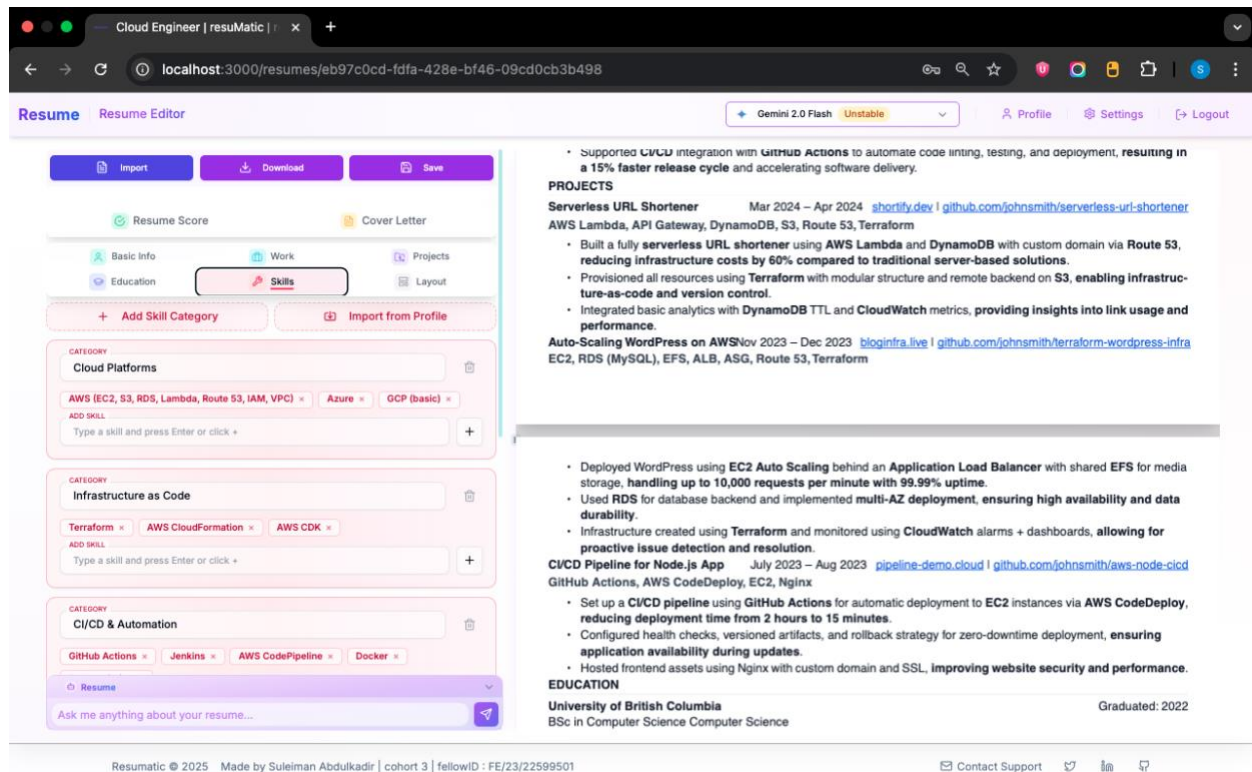 Cloud Engineer | resuMatic |
localhost:3000/resumes/eb97c0cd-fdfa-428e-bf46-09cd0cb3b498
S
Resume Resume Editor
Gemini 2.0 Flash Unstable
Profile Settings Logout
Import Download Save
Resume Score Cover Letter
Basic Info Work Projects
Education Skills Layout
+ Add Skill Category Import from Profile
CATEGORY
Cloud Platforms
AWS (EC2, S3, RDS, Lambda, Route 53, IAM, VPC) × Azure × GCP (basic) ×
ADD SKILL
Type a skill and press Enter or click +
+
CATEGORY
Infrastructure as Code
Terraform × AWS CloudFormation × AWS CDK ×
ADD SKILL
Type a skill and press Enter or click +
+
CATEGORY
CI/CD & Automation
GitHub Actions × Jenkins × AWS CodePipeline × Docker ×
Resume
Ask me anything about your resume...
• Supported CI/CD integration with GitHub Actions to automate code linting, testing, and deployment, resulting in
a 15% faster release cycle and accelerating software delivery.
PROJECTS
Serverless URL Shortener Mar 2024 – Apr 2024 shortify.dev | github.com/johnsmith/serverless-url-shortener
AWS Lambda, API Gateway, DynamoDB, S3, Route 53, Terraform
• Built a fully serverless URL shortener using AWS Lambda and DynamoDB with custom domain via Route 53,
reducing infrastructure costs by 60% compared to traditional server-based solutions.
• Provisioned all resources using Terraform with modular structure and remote backend on S3, enabling infrastruc-
ture-as-code and version control.
• Integrated basic analytics with DynamoDB TTL and CloudWatch metrics, providing insights into link usage and
performance.
Auto-Scaling WordPress on AWSNov 2023 – Dec 2023 bloginfra.live | github.com/johnsmith/terraform-wordpress-infra
EC2, RDS (MySQL), EFS, ALB, ASG, Route 53, Terraform
• Deployed WordPress using EC2 Auto Scaling behind an Application Load Balancer with shared EFS for media
storage, handling up to 10,000 requests per minute with 99.99% uptime.
• Used RDS for database backend and implemented multi-AZ deployment, ensuring high availability and data
durability.
• Infrastructure created using Terraform and monitored using CloudWatch alarms + dashboards, allowing for
proactive issue detection and resolution.
CI/CD Pipeline for Node.js App July 2023 – Aug 2023 pipeline-demo.cloud | github.com/johnsmith/aws-node-cicd
GitHub Actions, AWS CodeDeploy, EC2, Nginx
• Set up a CI/CD pipeline using GitHub Actions for automatic deployment to EC2 instances via AWS CodeDeploy,
reducing deployment time from 2 hours to 15 minutes.
• Configured health checks, versioned artifacts, and rollback strategy for zero-downtime deployment, ensuring
application availability during updates.
• Hosted frontend assets using Nginx with custom domain and SSL, improving website security and performance.
EDUCATION
University of British Columbia Graduated: 2022
BSc in Computer Science Computer Science
Resumatic © 2025 Made by Suleiman Abdulkadir | cohort 3 | fellowID : FE/23/22599501 Contact Support